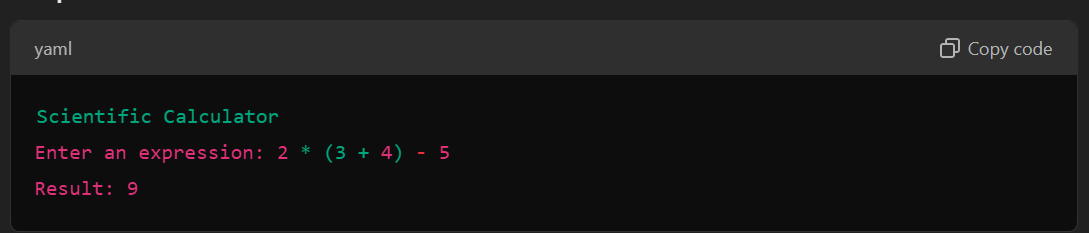 yaml
Copy code
Scientific Calculator
Enter an expression: 2 * (3 + 4) - 5
Result: 9